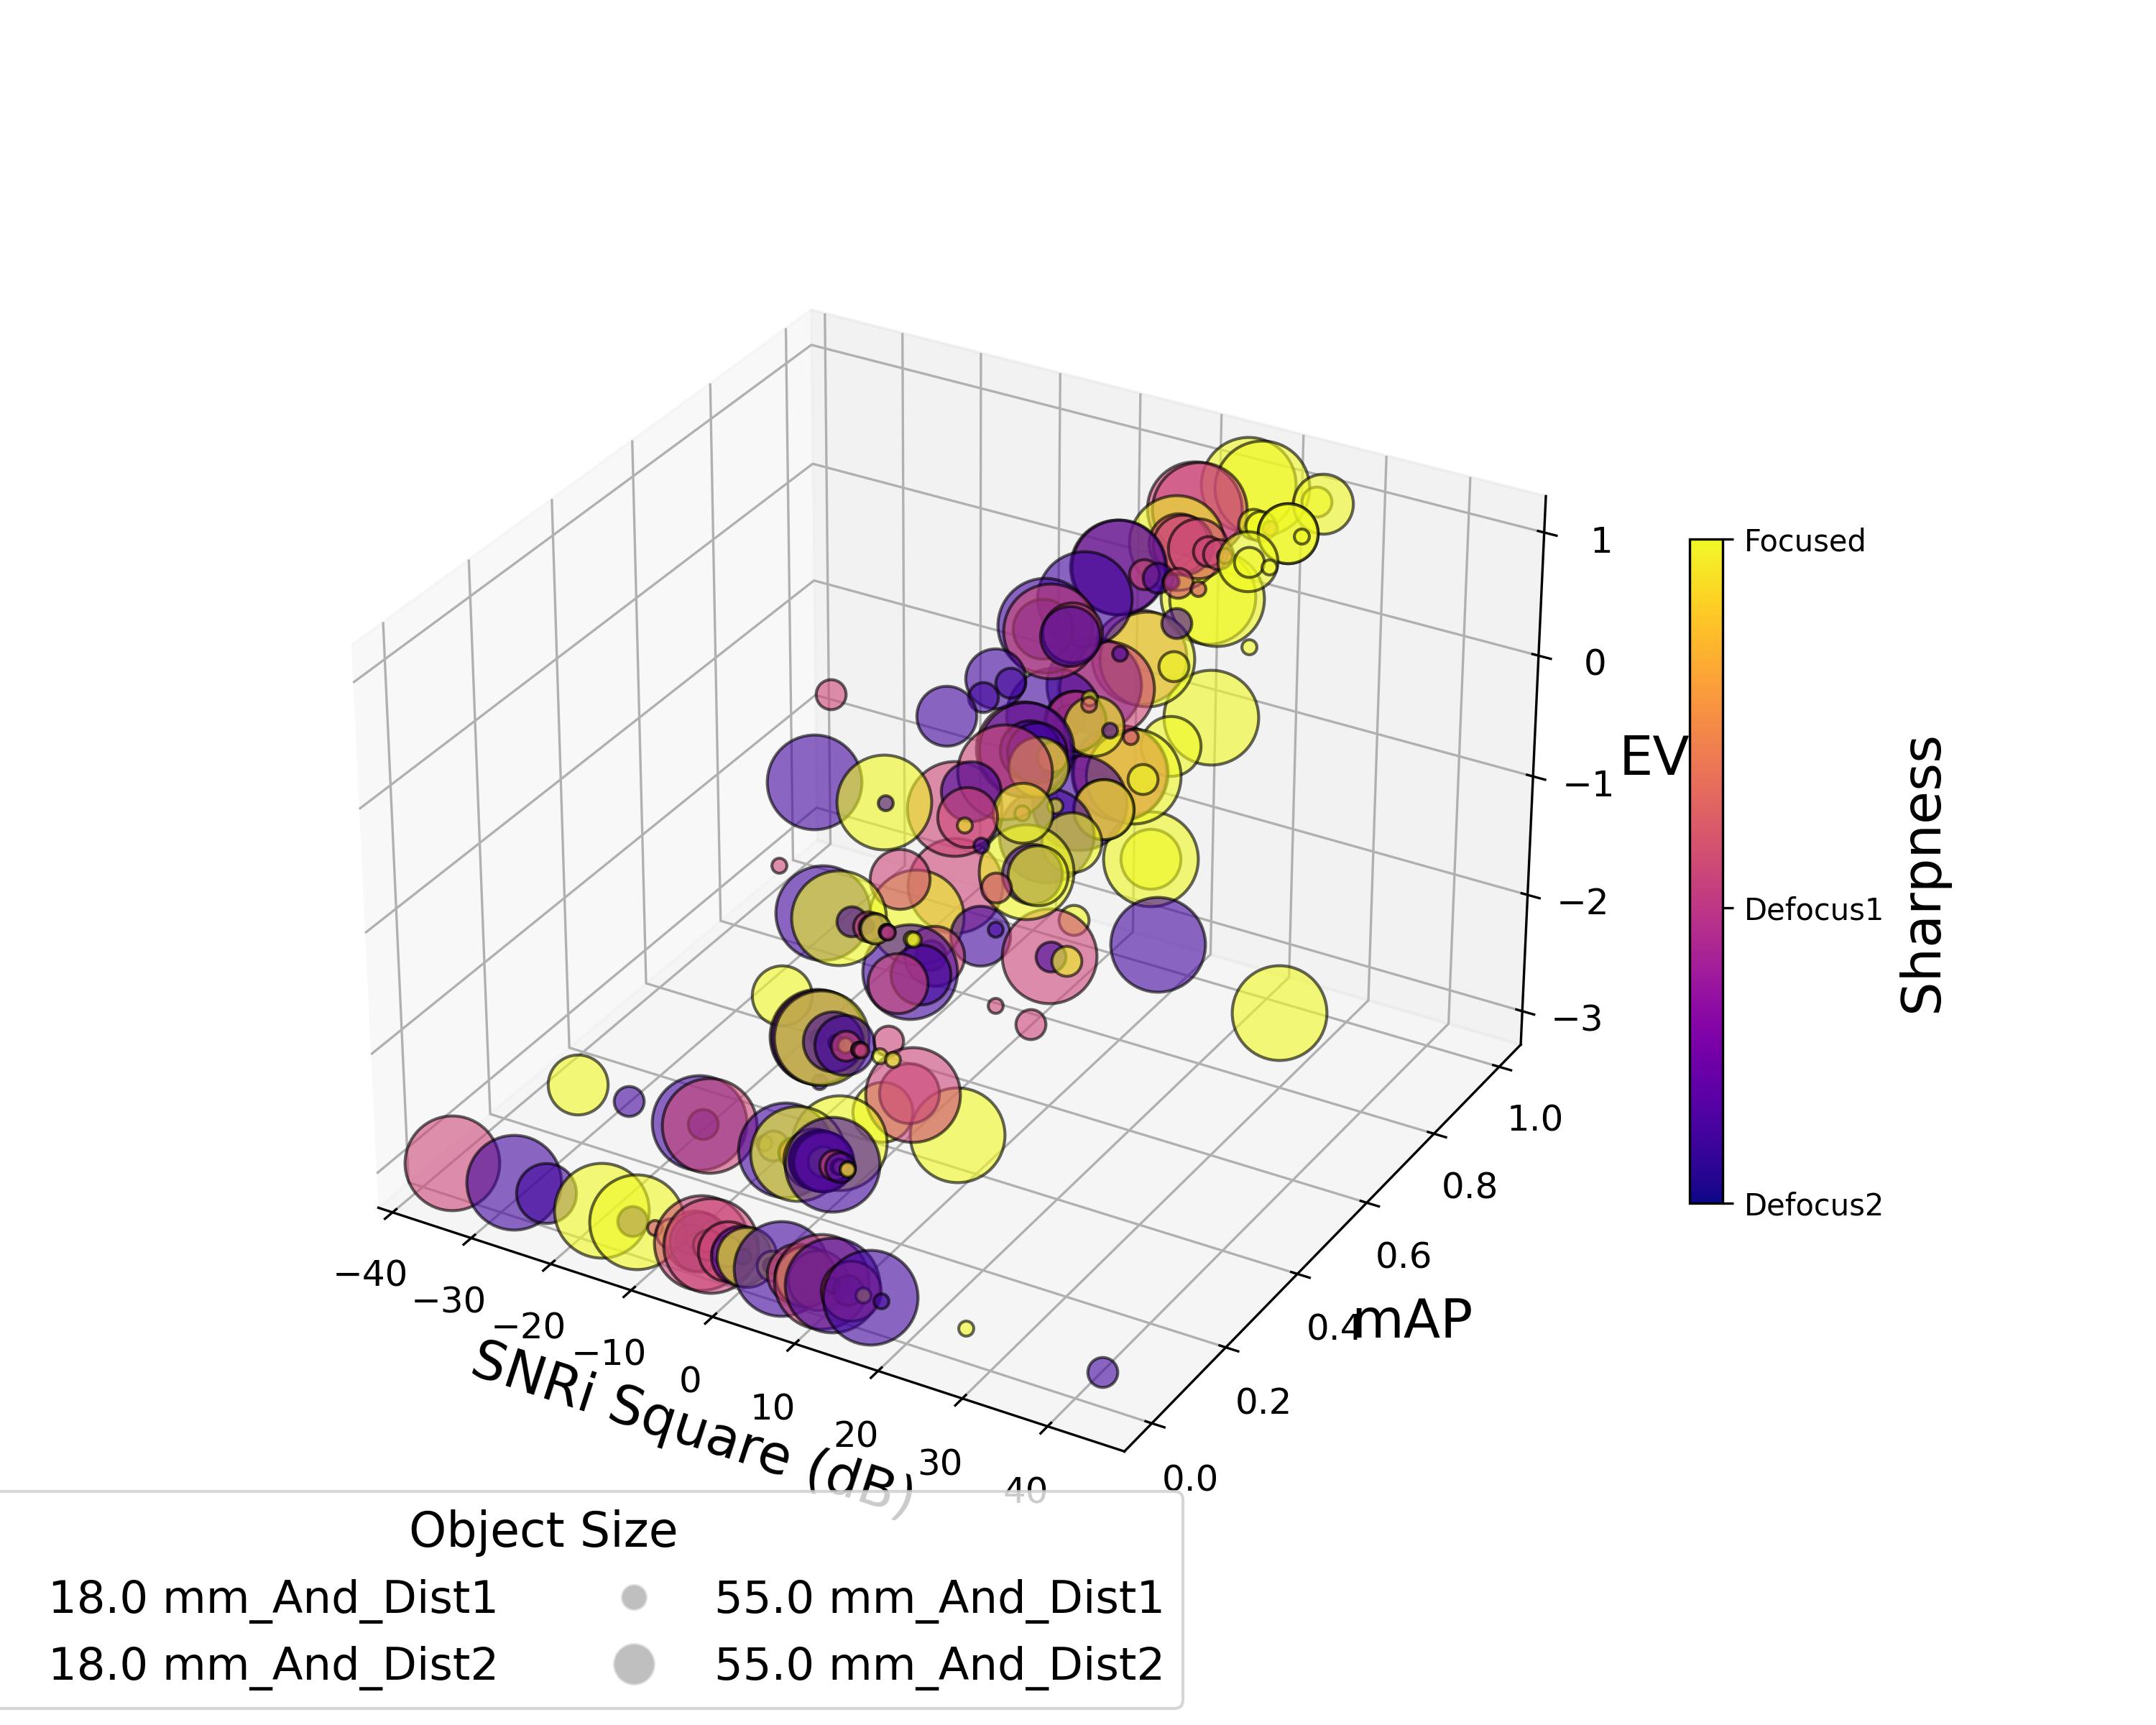 1
0
−1
−2
−3
EV
Focused
Defocus1
Defocus2
Sharpness
1.0
0.8
0.6
0.4
0.2
0.0
mAP
−40
−30
−20
−10
0
10
20
30
40
SNRi Square (dB)
Object Size
18.0 mm_And_Dist1
55.0 mm_And_Dist1
18.0 mm_And_Dist2
55.0 mm_And_Dist2